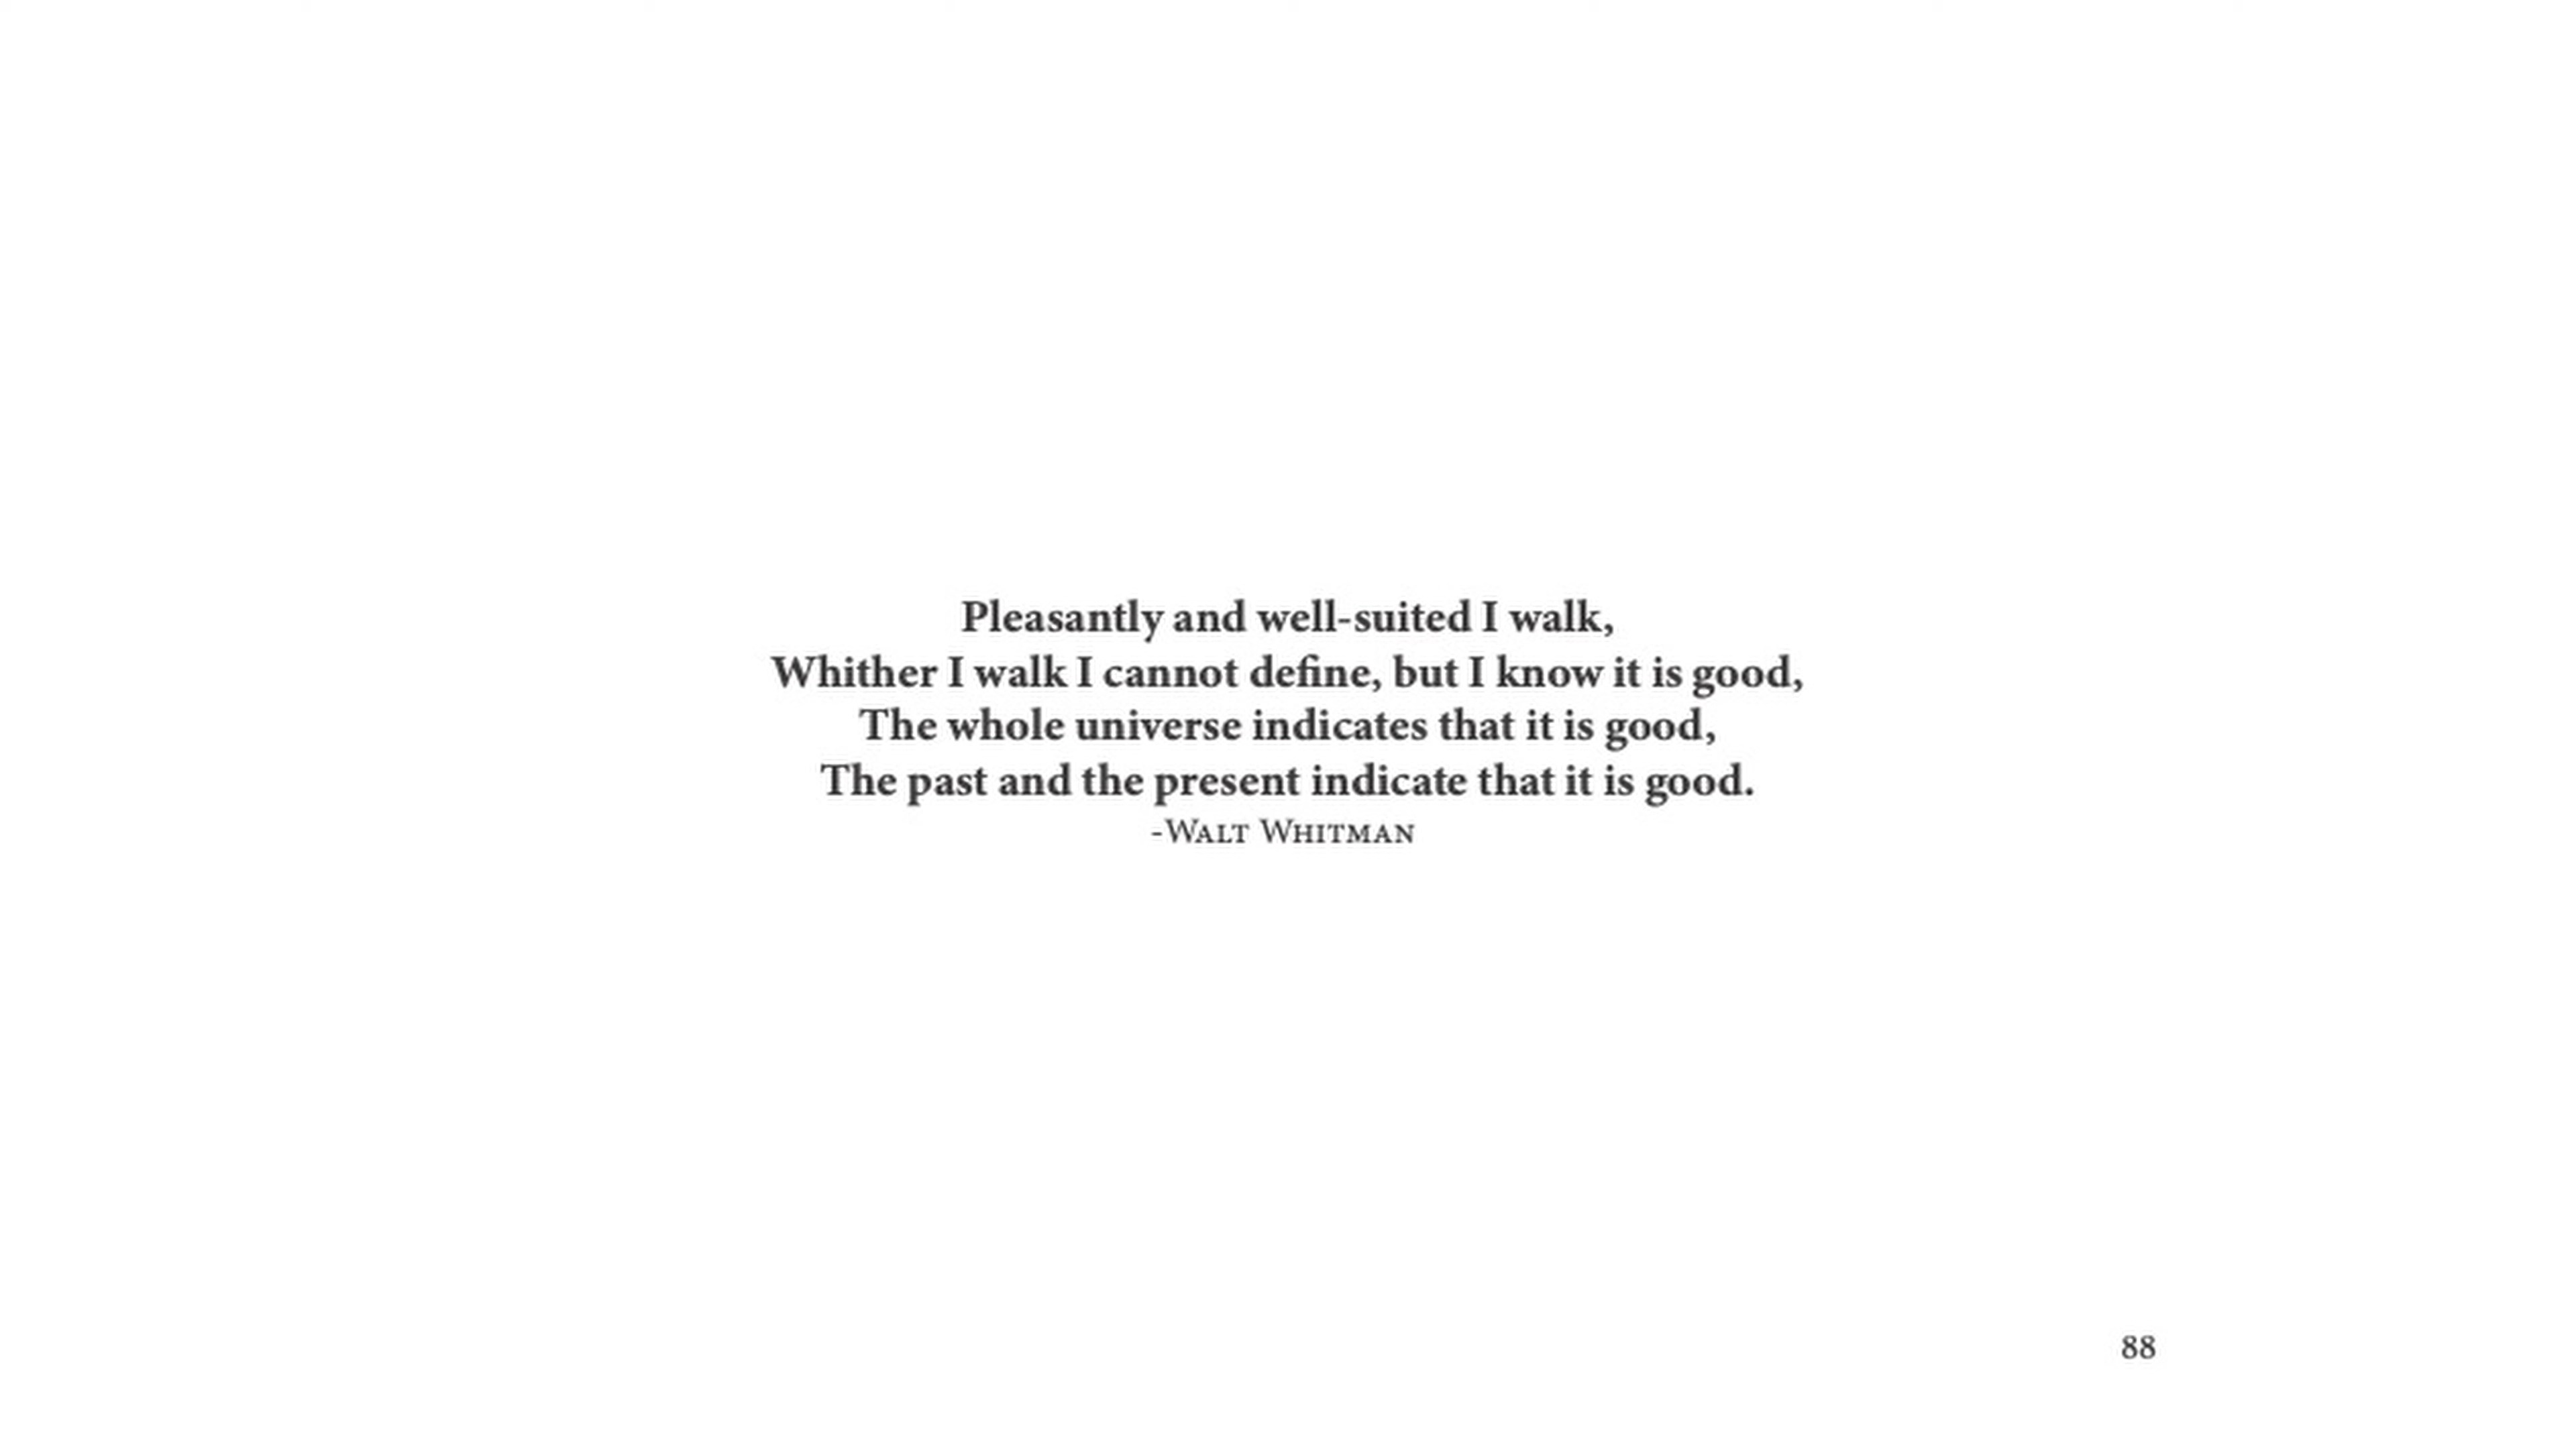 Pleasantly and well-suited I walk,
Whither I walk I cannot define, but I know it is good,
The whole universe indicates that it is good,
The past and the present indicate that it is good.
-Walt Whitman
88